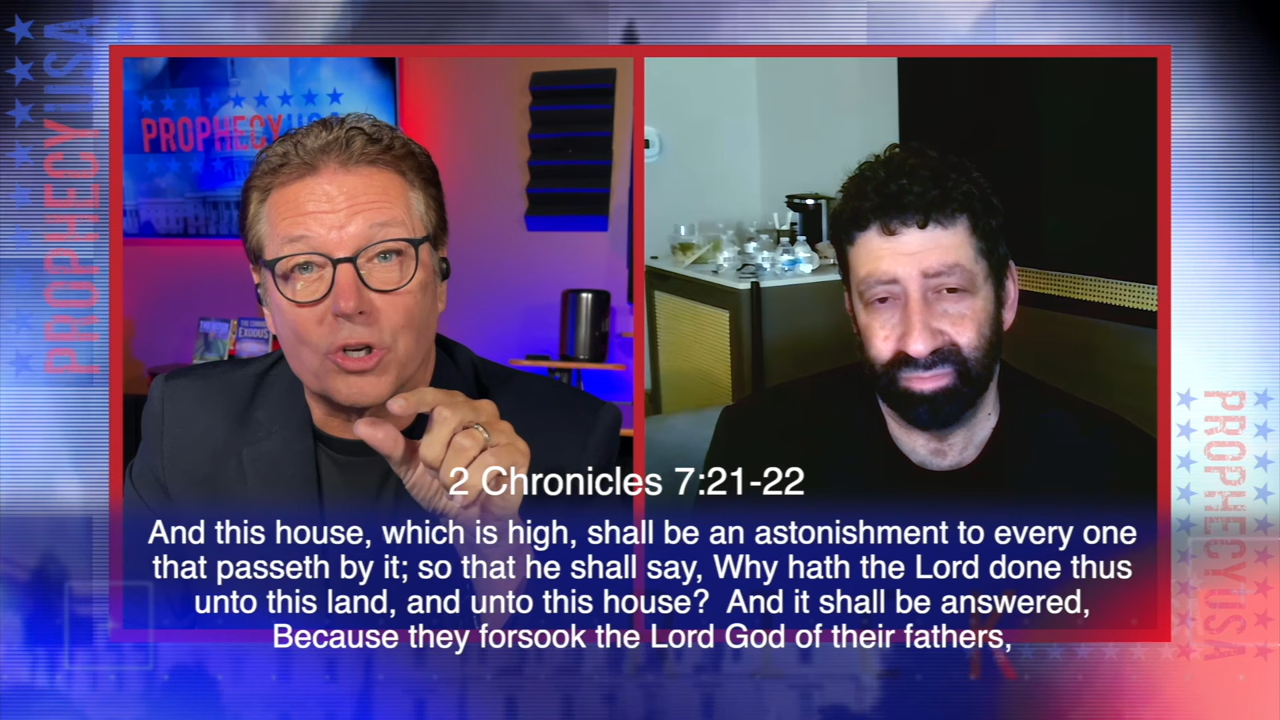 PROPHECY USA
PROPHECY USA
EXODUS
2 Chronicles 7:21-22
And this house, which is high, shall be an astonishment to every one
that passeth by it; so that he shall say, Why hath the Lord done thus
unto this land, and unto this house?  And it shall be answered,
Because they forsook the Lord God of their fathers,
PROPHECY USA